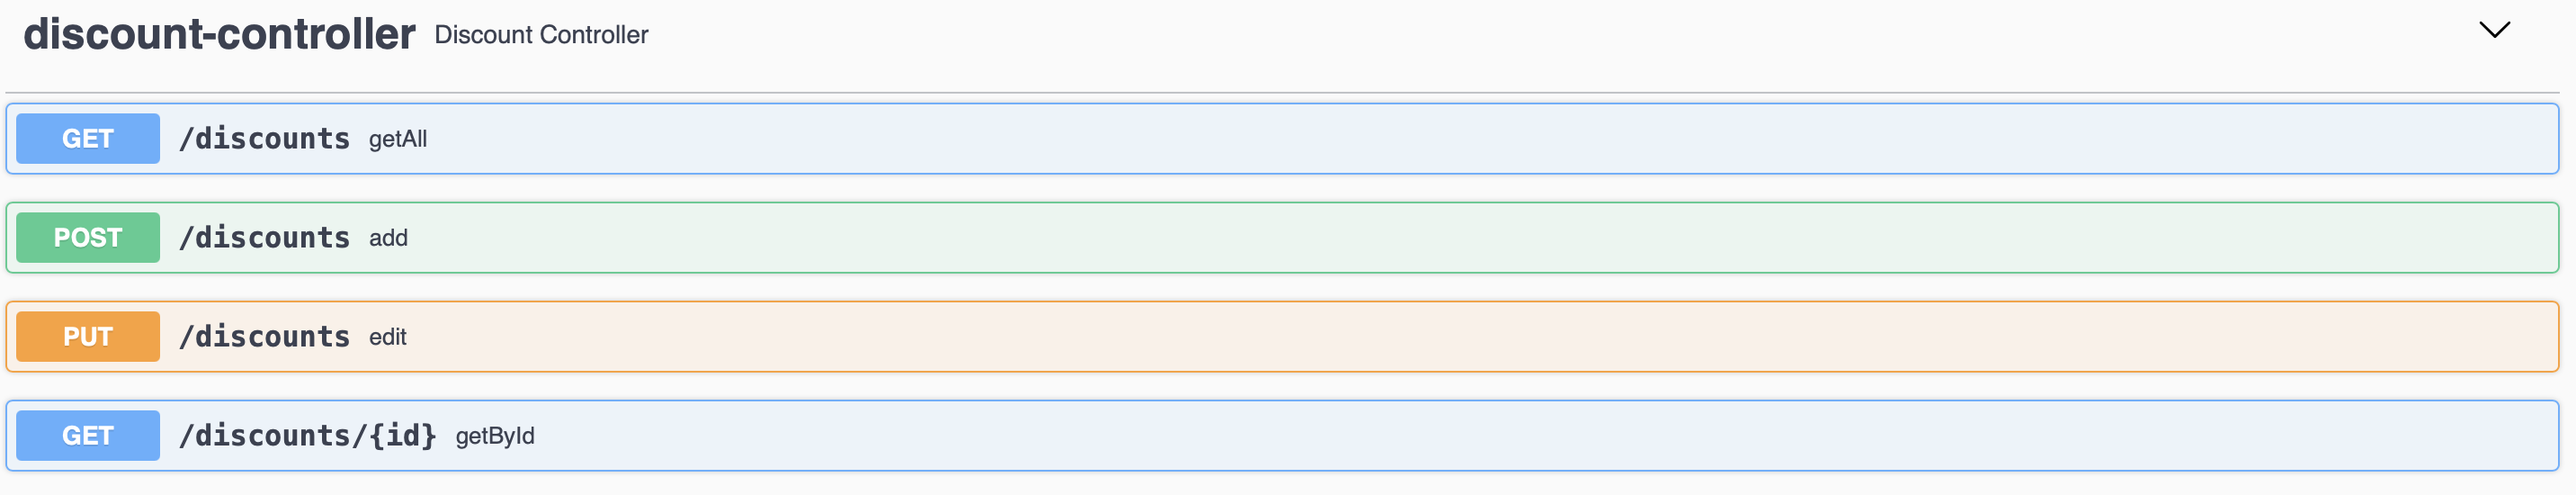 discount-controller Discount Controller
GET /discounts getAll
POST /discounts add
PUT /discounts edit
GET /discounts/{id} getById